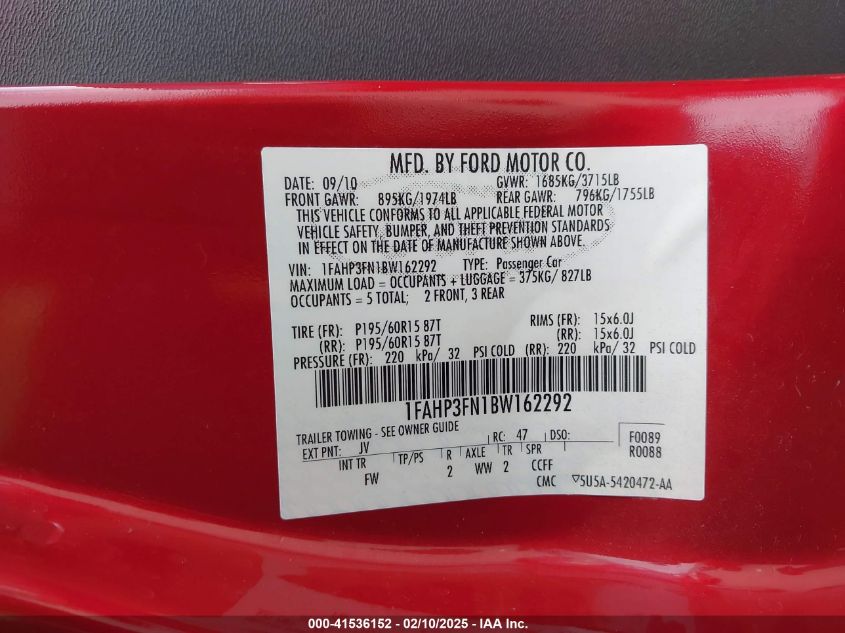 MFD. BY FORD MOTOR CO.
DATE: 09/10 GVWR: 1685KG/3715LB
FRONT GAWR: 895KG/1974LB REAR GAWR: 796KG/1755LB
THIS VEHICLE CONFORMS TO ALL APPLICABLE FEDERAL MOTOR
VEHICLE SAFETY, BUMPER, AND THEFT PREVENTION STANDARDS
IN EFFECT ON THE DATE OF MANUFACTURE SHOWN ABOVE.
VIN: 1FAHP3FN1BW162292 TYPE: Passenger Car
MAXIMUM LOAD = OCCUPANTS + LUGGAGE = 375KG/ 827LB
OCCUPANTS = 5 TOTAL; 2 FRONT, 3 REAR
TIRE (FR): P195/60R15 87T RIMS (FR): 15x6.0J
(RR): P195/60R15 87T (RR): 15x6.0J
PRESSURE (FR): 220 kPa/ 32 PSI COLD (RR): 220 kPa/ 32 PSI COLD
1FAHP3FN1BW162292
TRAILER TOWING - SEE OWNER GUIDE
EXT PNT: JV RC: 47 DSO: F0089
INT TR TP/PS R AXLE TR SPR R0088
FW 2 WW 2 CCFF
CMC 5U5A-5420472-AA
000-41536152 - 02/10/2025 - IAA Inc.